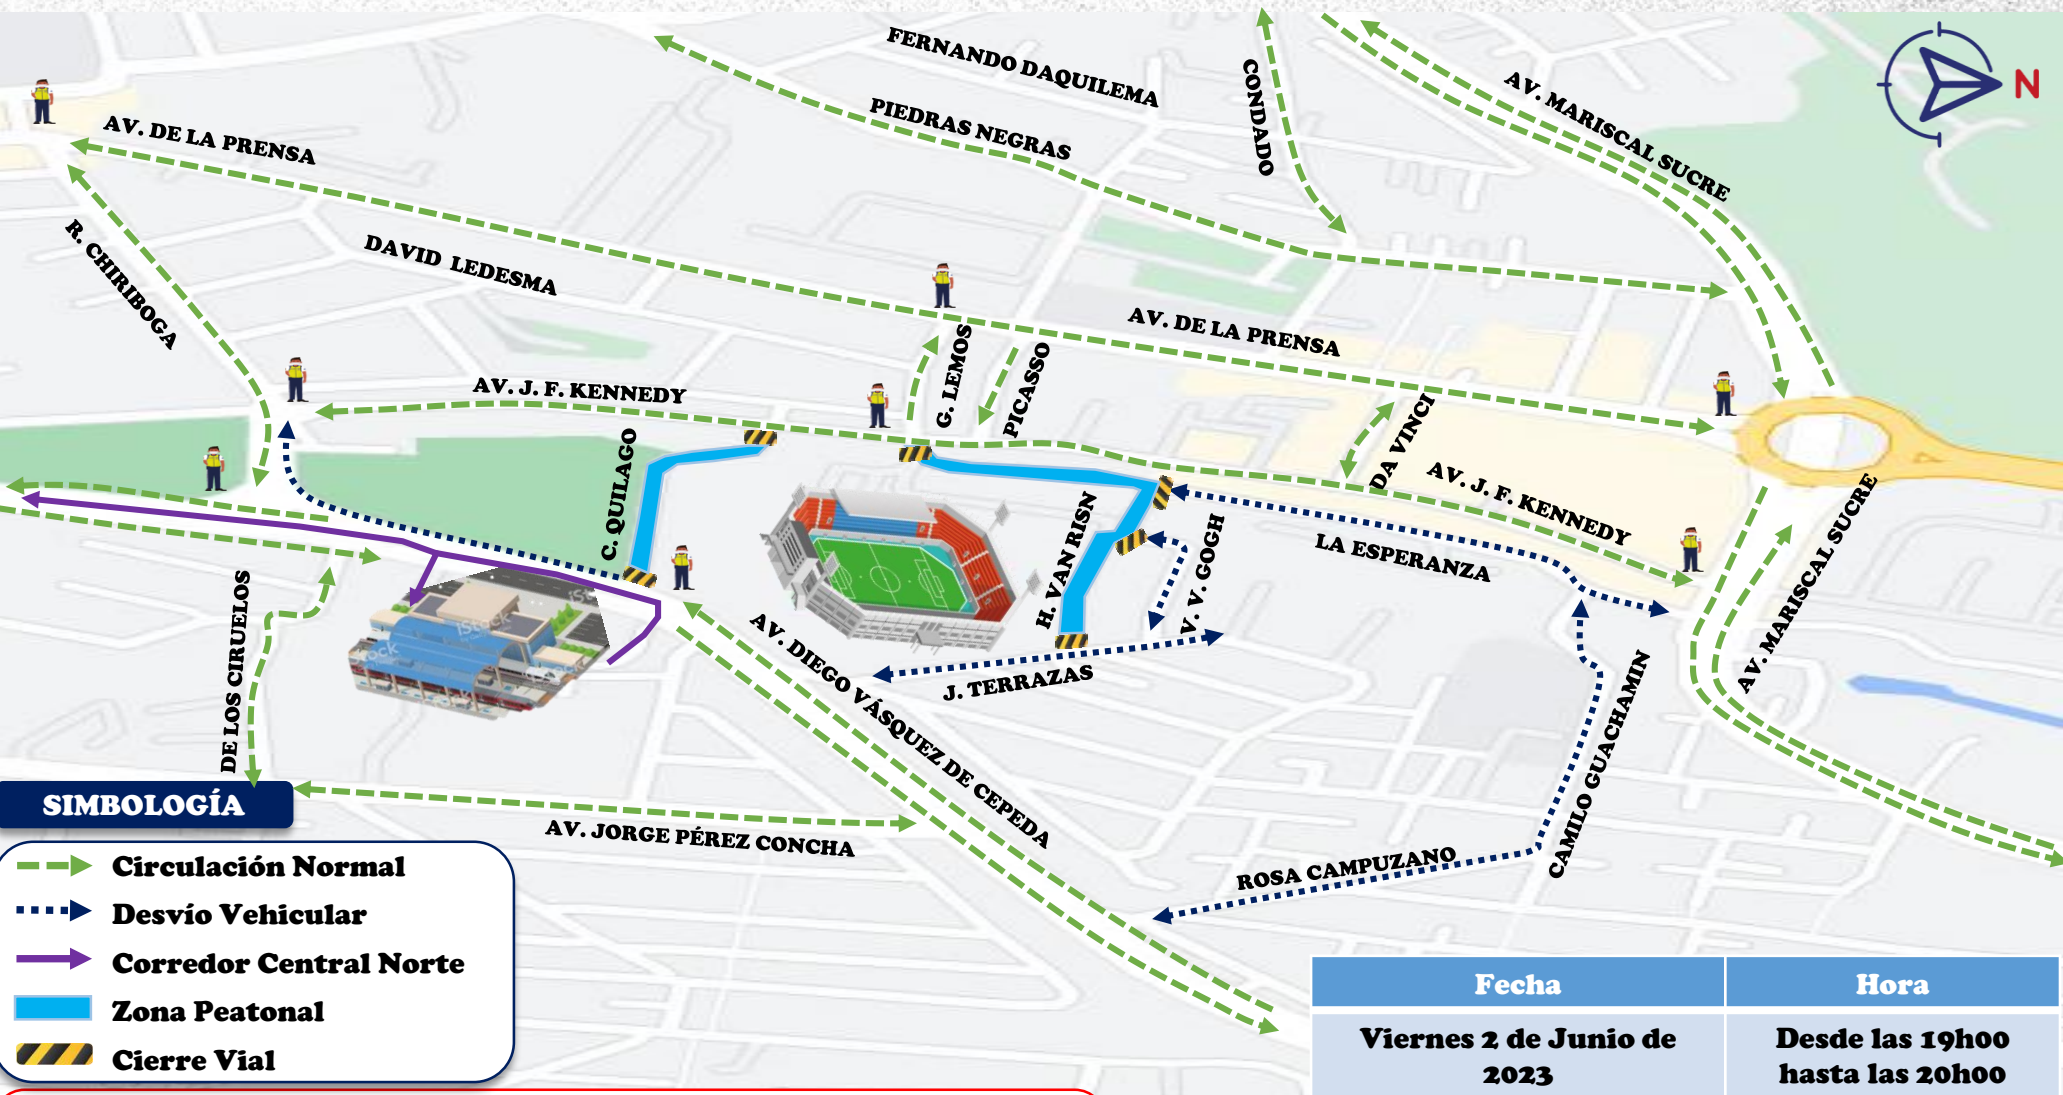 FERNANDO DAQUILEMA
CONDADO
AV. MARISCAL SUCRE
N
PIEDRAS NEGRAS
AV. DE LA PRENSA
R. CHIRIBOGA
DAVID LEDESMA
AV. DE LA PRENSA
G. LEMOS
PICASSO
AV. J. F. KENNEDY
DA VINCI
C. QUILAGO
AV. J. F. KENNEDY
H. VAN RISN
V. V. GOGH
LA ESPERANZA
AV. MARISCAL SUCRE
DE LOS CIRUELOS
iStock
AV. DIEGO VÁSQUEZ DE CEPEDA
J. TERRAZAS
CAMILO GUACHAMIN
AV. JORGE PÉREZ CONCHA
ROSA CAMPUZANO
SIMBOLOGÍA
Circulación Normal
Desvío Vehicular
Corredor Central Norte
Zona Peatonal
Cierre Vial
Fecha
Hora
Viernes 2 de Junio de
2023
Desde las 19h00
hasta las 20h00